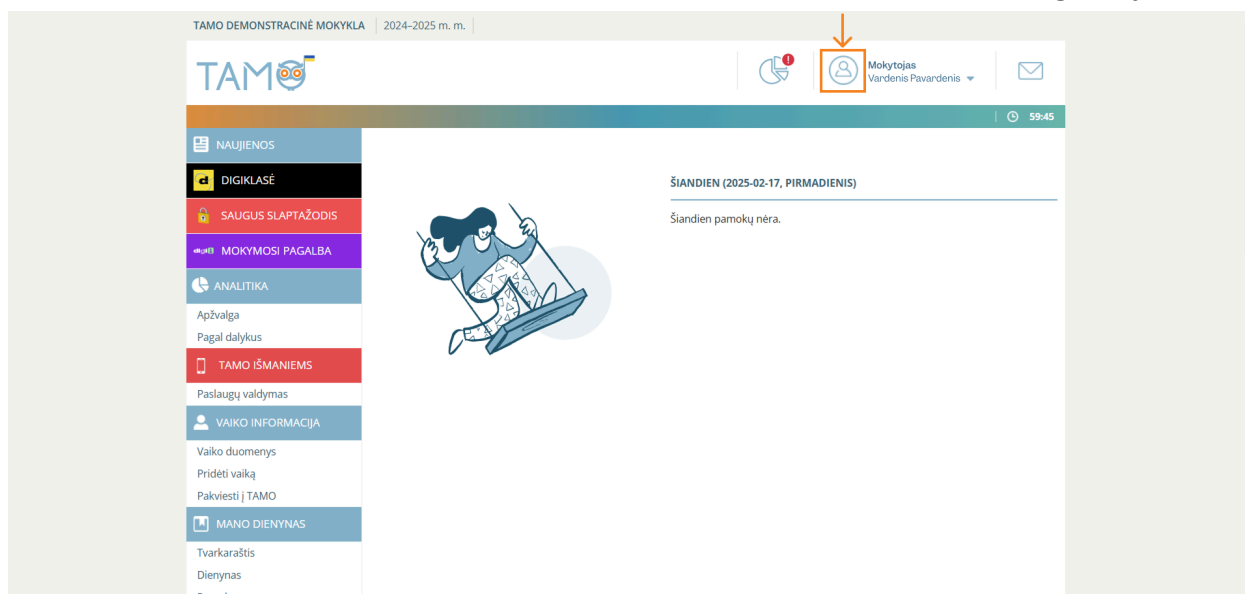 TAMO DEMONSTRACINĖ MOKYKLA 2024–2025 m. m.
TAMO
!
Mokytojas
Vardenis Pavardenis
59:45
NAUJIENOS
d DIGIKLASĖ
SAUGUS SLAPTAŽODIS
MOKYMOSI PAGALBA
ANALITIKA
Apžvalga
Pagal dalykus
TAMO IŠMANIEMS
Paslaugų valdymas
VAIKO INFORMACIJA
Vaiko duomenys
Pridėti vaiką
Pakviesti į TAMO
MANO DIENYNAS
Tvarkaraštis
Dienynas
ŠIANDIEN (2025-02-17, PIRMADIENIS)
Šiandien pamokų nėra.